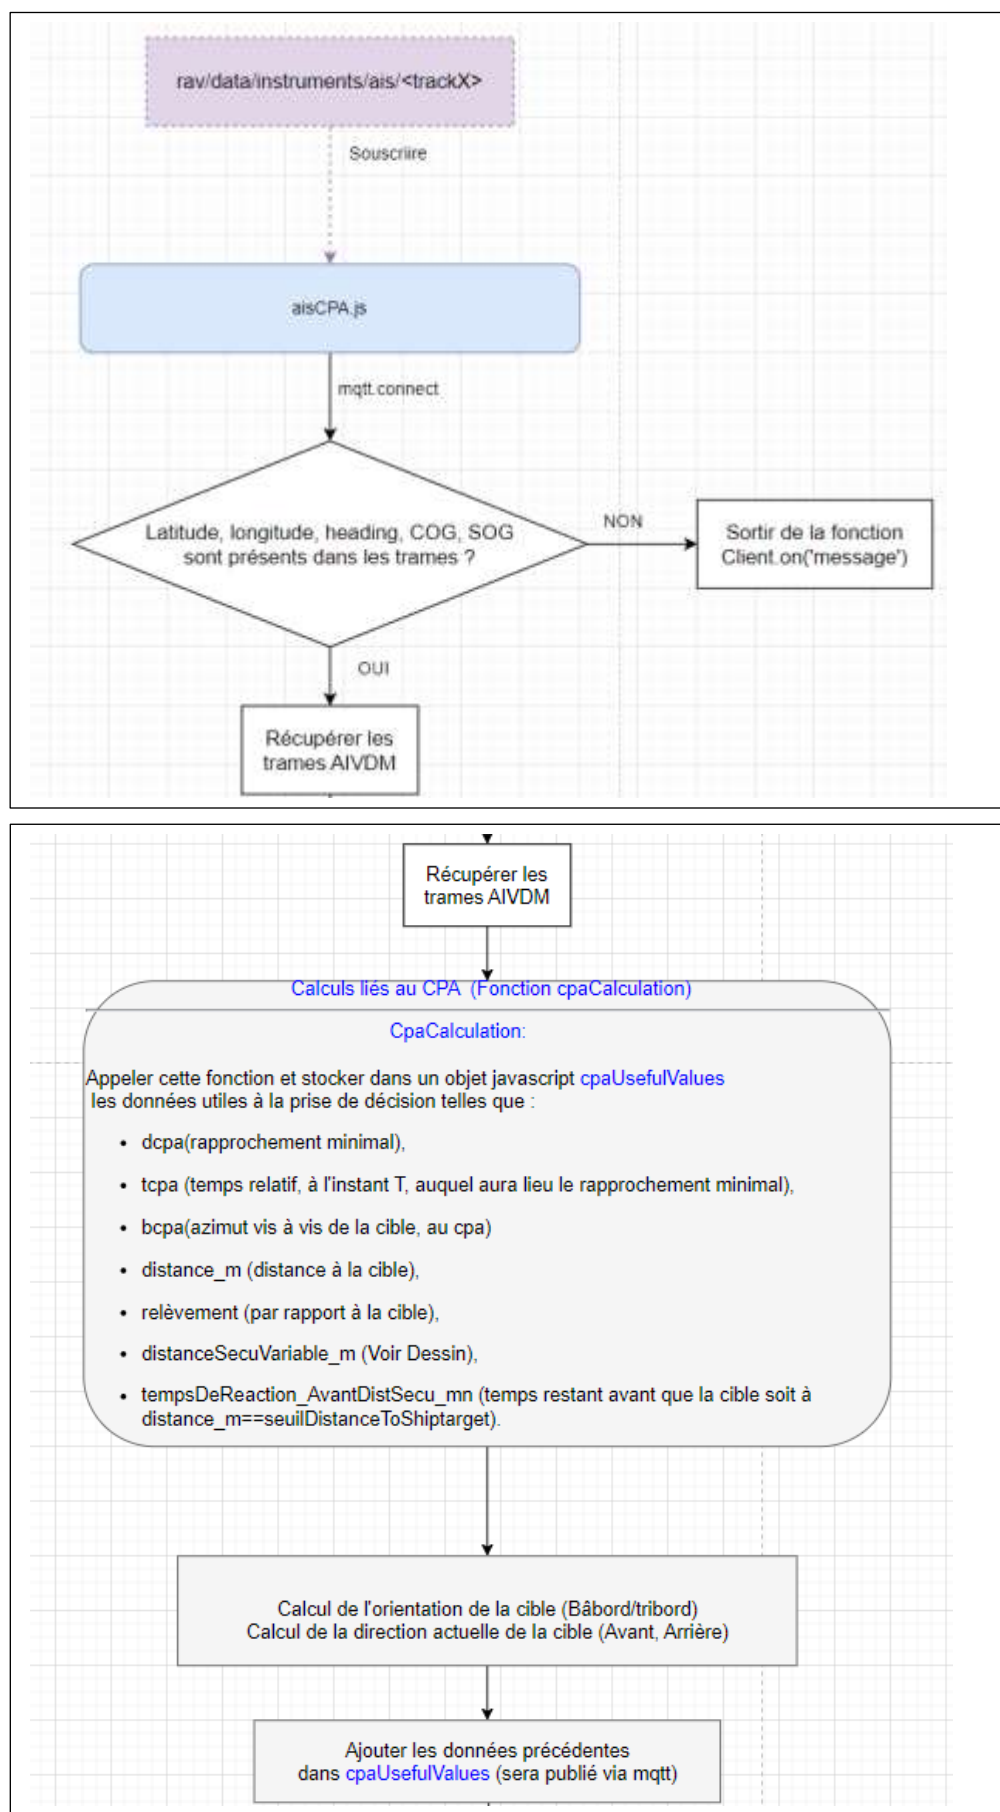 rav/data/instruments/ais/<trackX>
Souscriire
aisCPA.js
mqtt.connect
Latitude, longitude, heading, COG, SOG
sont présents dans les trames ?
NON
Sortir de la fonction
Client.on('message')
OUI
Récupérer les
trames AIVDM
Récupérer les
trames AIVDM
Calculs liés au CPA (Fonction cpaCalculation)
CpaCalculation:
Appeler cette fonction et stocker dans un objet javascript cpaUsefulValues
les données utiles à la prise de décision telles que :
• dcpa(rapprochement minimal),
• tcpa (temps relatif, à l'instant T, auquel aura lieu le rapprochement minimal),
• bcpa(azimut vis à vis de la cible, au cpa)
• distance_m (distance à la cible),
• relèvement (par rapport à la cible),
• distanceSecuVariable_m (Voir Dessin),
• tempsDeReaction_AvantDistSecu_mn (temps restant avant que la cible soit à
distance_m==seuilDistanceToShiptarget).
Calcul de l'orientation de la cible (Bâbord/tribord)
Calcul de la direction actuelle de la cible (Avant, Arrière)
Ajouter les données précédentes
dans cpaUsefulValues (sera publié via mqtt)